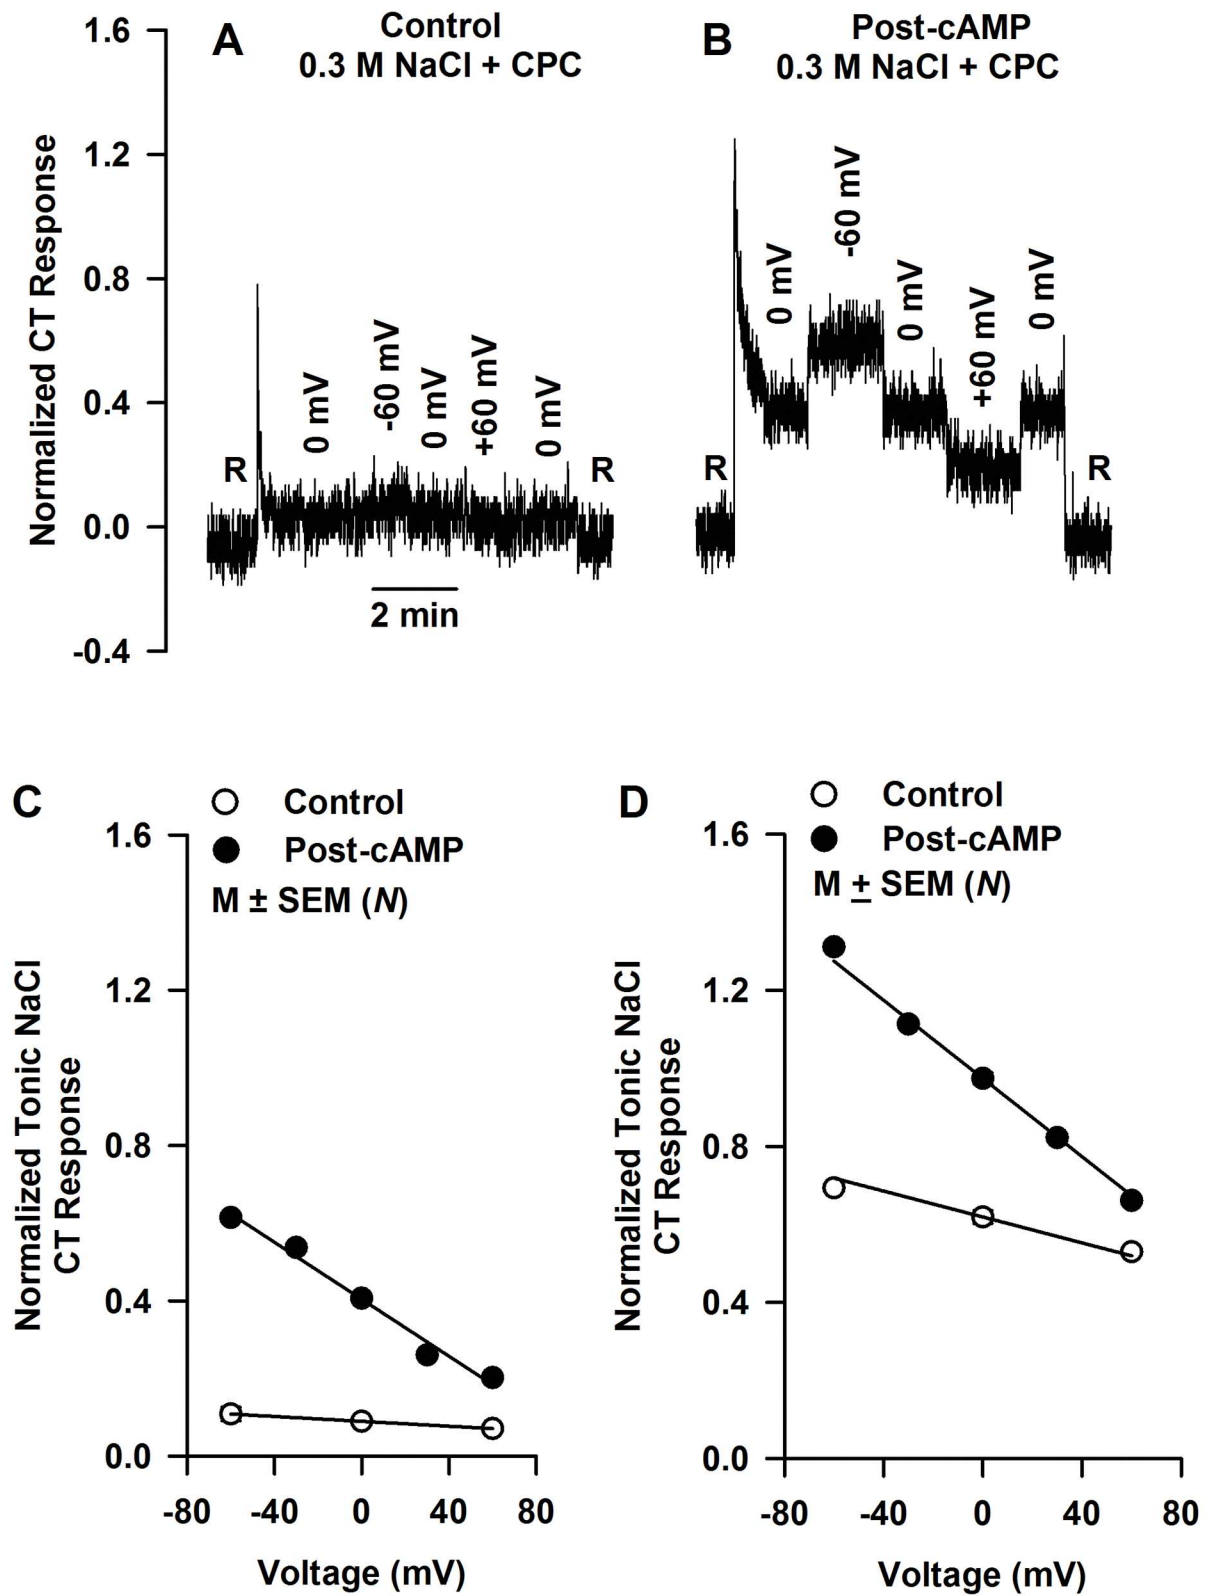 A
Control
0.3 M NaCl + CPC
B
Post-cAMP
0.3 M NaCl + CPC
Normalized CT Response
1.6
1.2
0.8
0.4
0.0
-0.4
R
0 mV
-60 mV
0 mV
+60 mV
0 mV
R
2 min
R
0 mV
-60 mV
0 mV
+60 mV
0 mV
R
C
Control
Post-cAMP
M ± SEM (N)
Normalized Tonic NaCl
CT Response
1.6
1.2
0.8
0.4
0.0
-80
-40
0
40
80
Voltage (mV)
D
Control
Post-cAMP
M ± SEM (N)
Normalized Tonic NaCl
CT Response
1.6
1.2
0.8
0.4
0.0
-80
-40
0
40
80
Voltage (mV)